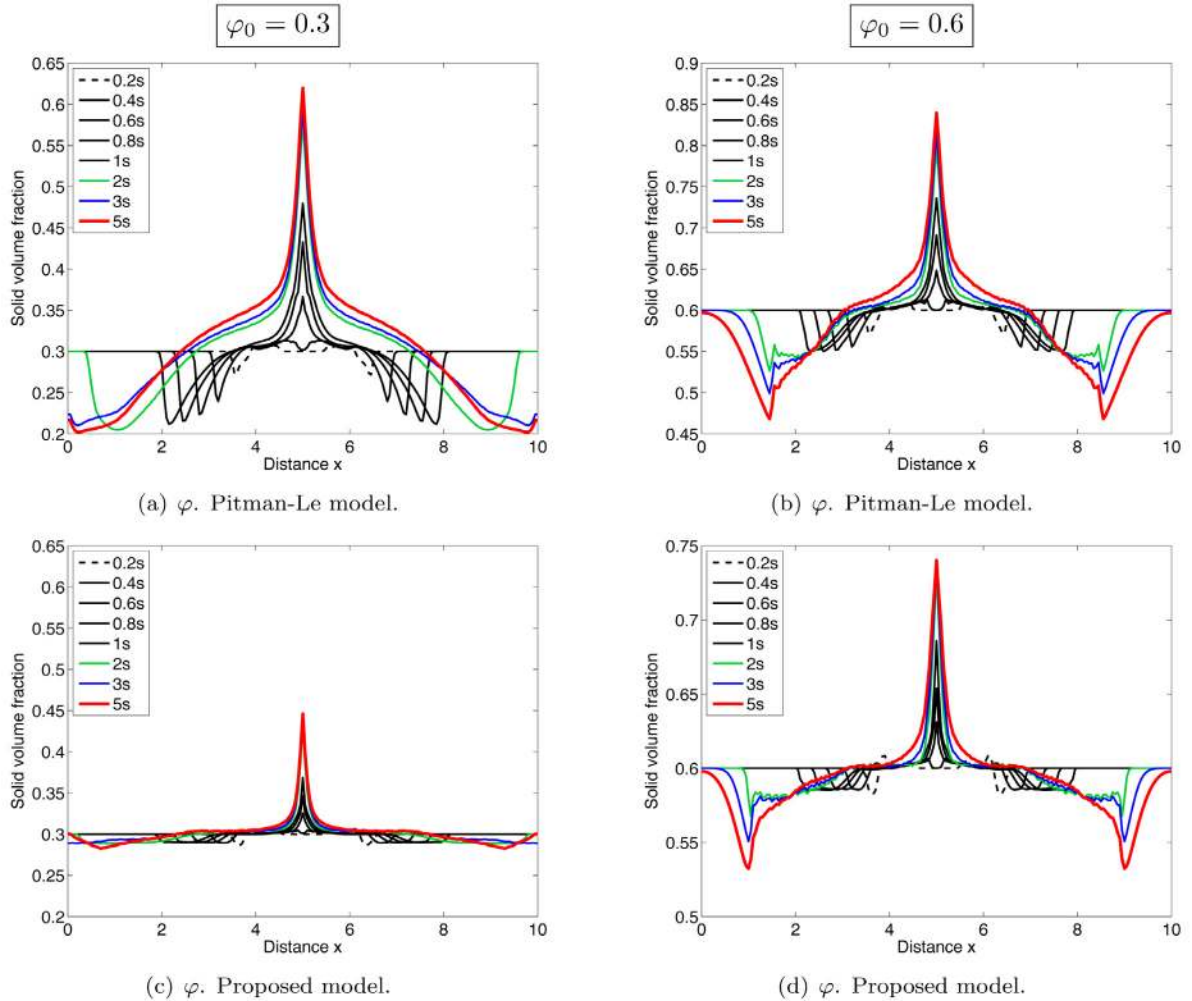 φ₀ = 0.3
0.65
0.6
0.55
0.5
0.45
0.4
0.35
0.3
0.25
0.2
Solid volume fraction
0.2s
0.4s
0.6s
0.8s
1s
2s
3s
5s
0 2 4 6 8 10
Distance x
(a) φ. Pitman-Le model.
φ₀ = 0.6
0.9
0.85
0.8
0.75
0.7
0.65
0.6
0.55
0.5
0.45
Solid volume fraction
0.2s
0.4s
0.6s
0.8s
1s
2s
3s
5s
0 2 4 6 8 10
Distance x
(b) φ. Pitman-Le model.
0.65
0.6
0.55
0.5
0.45
0.4
0.35
0.3
0.25
0.2
Solid volume fraction
0.2s
0.4s
0.6s
0.8s
1s
2s
3s
5s
0 2 4 6 8 10
Distance x
(c) φ. Proposed model.
0.75
0.7
0.65
0.6
0.55
0.5
Solid volume fraction
0.2s
0.4s
0.6s
0.8s
1s
2s
3s
5s
0 2 4 6 8 10
Distance x
(d) φ. Proposed model.